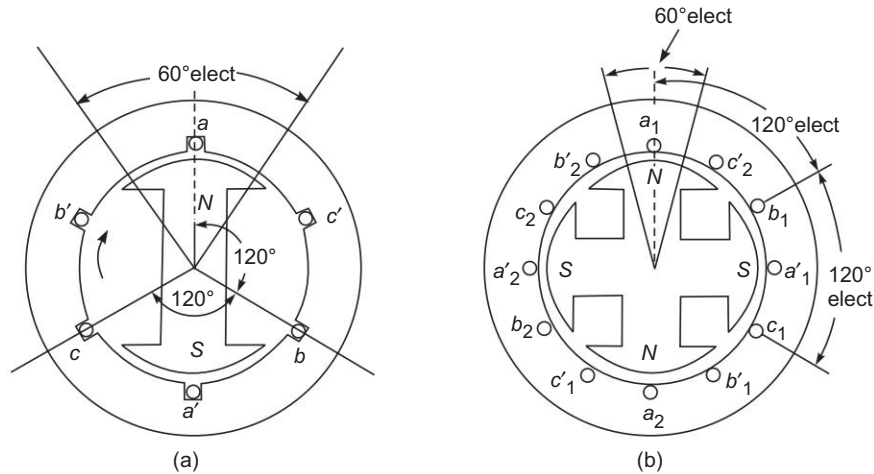 60°elect
a
b′
N
c′
120°
120°
c
S
b
a′
(a)
60°elect
120°elect
a₁
b′₂
c′₂
N
c₂
b₁
a′₂
S
S
a′₁
120°
elect
b₂
c₁
N
c′₁
b′₁
a₂
(b)